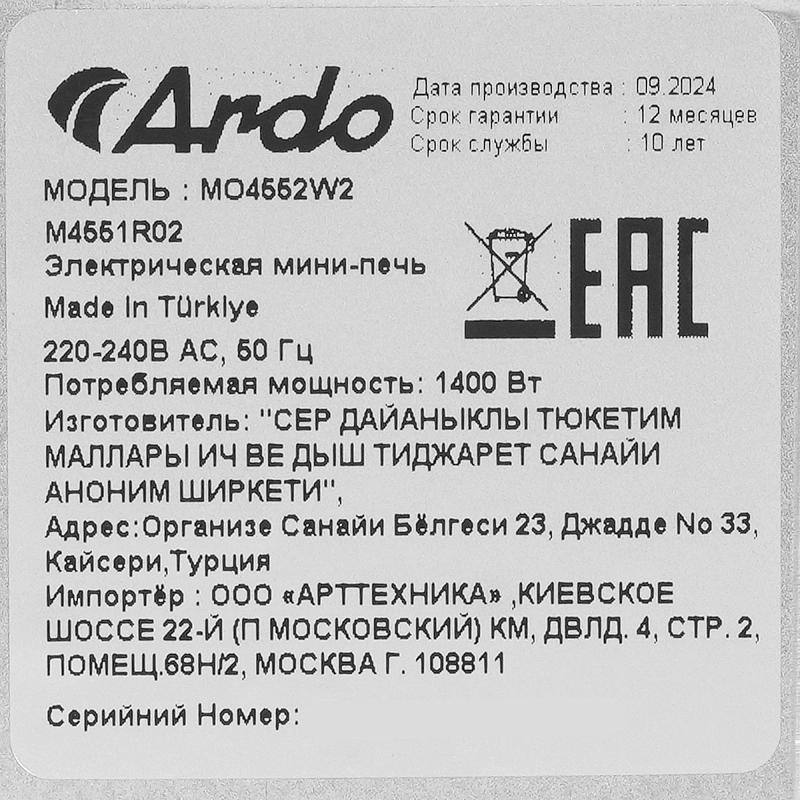 Ardo
Дата производства : 09.2024
Срок гарантии : 12 месяцев
Срок службы : 10 лет
МОДЕЛЬ : MO4552W2
M4551R02
Электрическая мини-печь
Made In Türkiye
220-240В AC, 50 Гц
Потребляемая мощность: 1400 Вт
Изготовитель: "СЕР ДАЙАНЫКЛЫ ТЮКЕТИМ
МАЛЛАРЫ ИЧ ВЕ ДЫШ ТИДЖАРЕТ САНАЙИ
АНОНИМ ШИРКЕТИ",
Адрес:Организе Санайи Бёлгеси 23, Джадде No 33,
Кайсери,Турция
Импортёр : ООО «АРТТЕХНИКА» ,КИЕВСКОЕ
ШОССЕ 22-Й (П МОСКОВСКИЙ) КМ, ДВЛД. 4, СТР. 2,
ПОМЕЩ.68Н/2, МОСКВА Г. 108811
Серийный Номер:
EAC